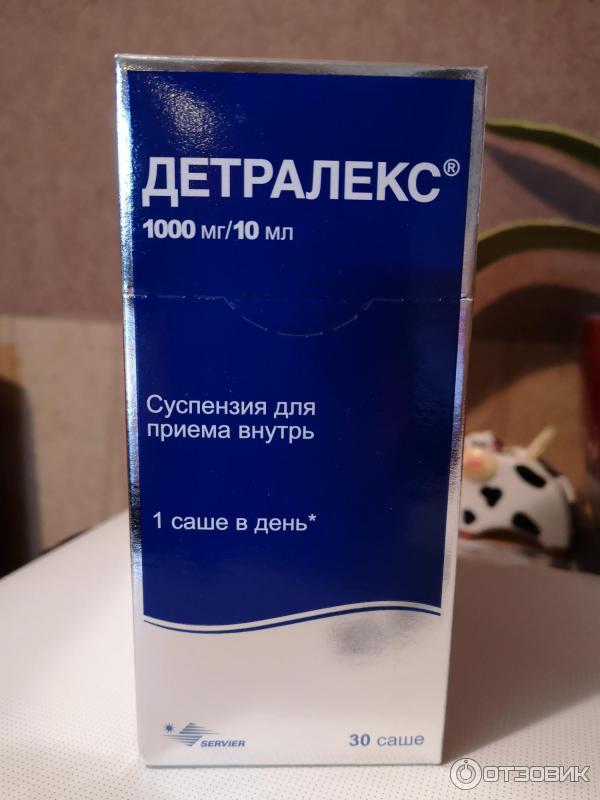 ДЕТРАЛЕКС®
1000 мг/10 мл
Суспензия для
приема внутрь
1 саше в день*
SERVIER
30 саше
ОТЗОВИК